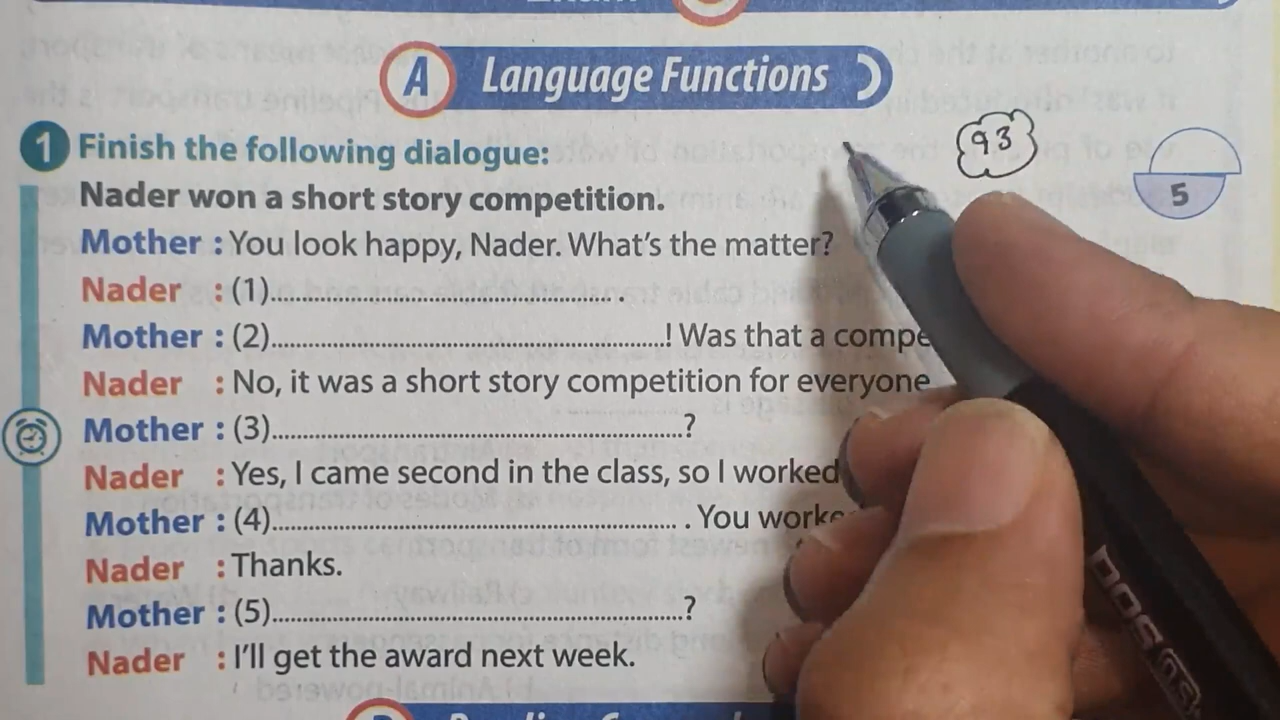 A Language Functions
93
5
1 Finish the following dialogue:
Nader won a short story competition.
Mother : You look happy, Nader. What's the matter?
Nader : (1)..................................................
Mother : (2)..................................................! Was that a compe
Nader : No, it was a short story competition for everyone
Mother : (3)..................................................?
Nader : Yes, I came second in the class, so I worked
Mother : (4).................................................. . You worke
Nader : Thanks.
Mother : (5)..................................................?
Nader : I'll get the award next week.